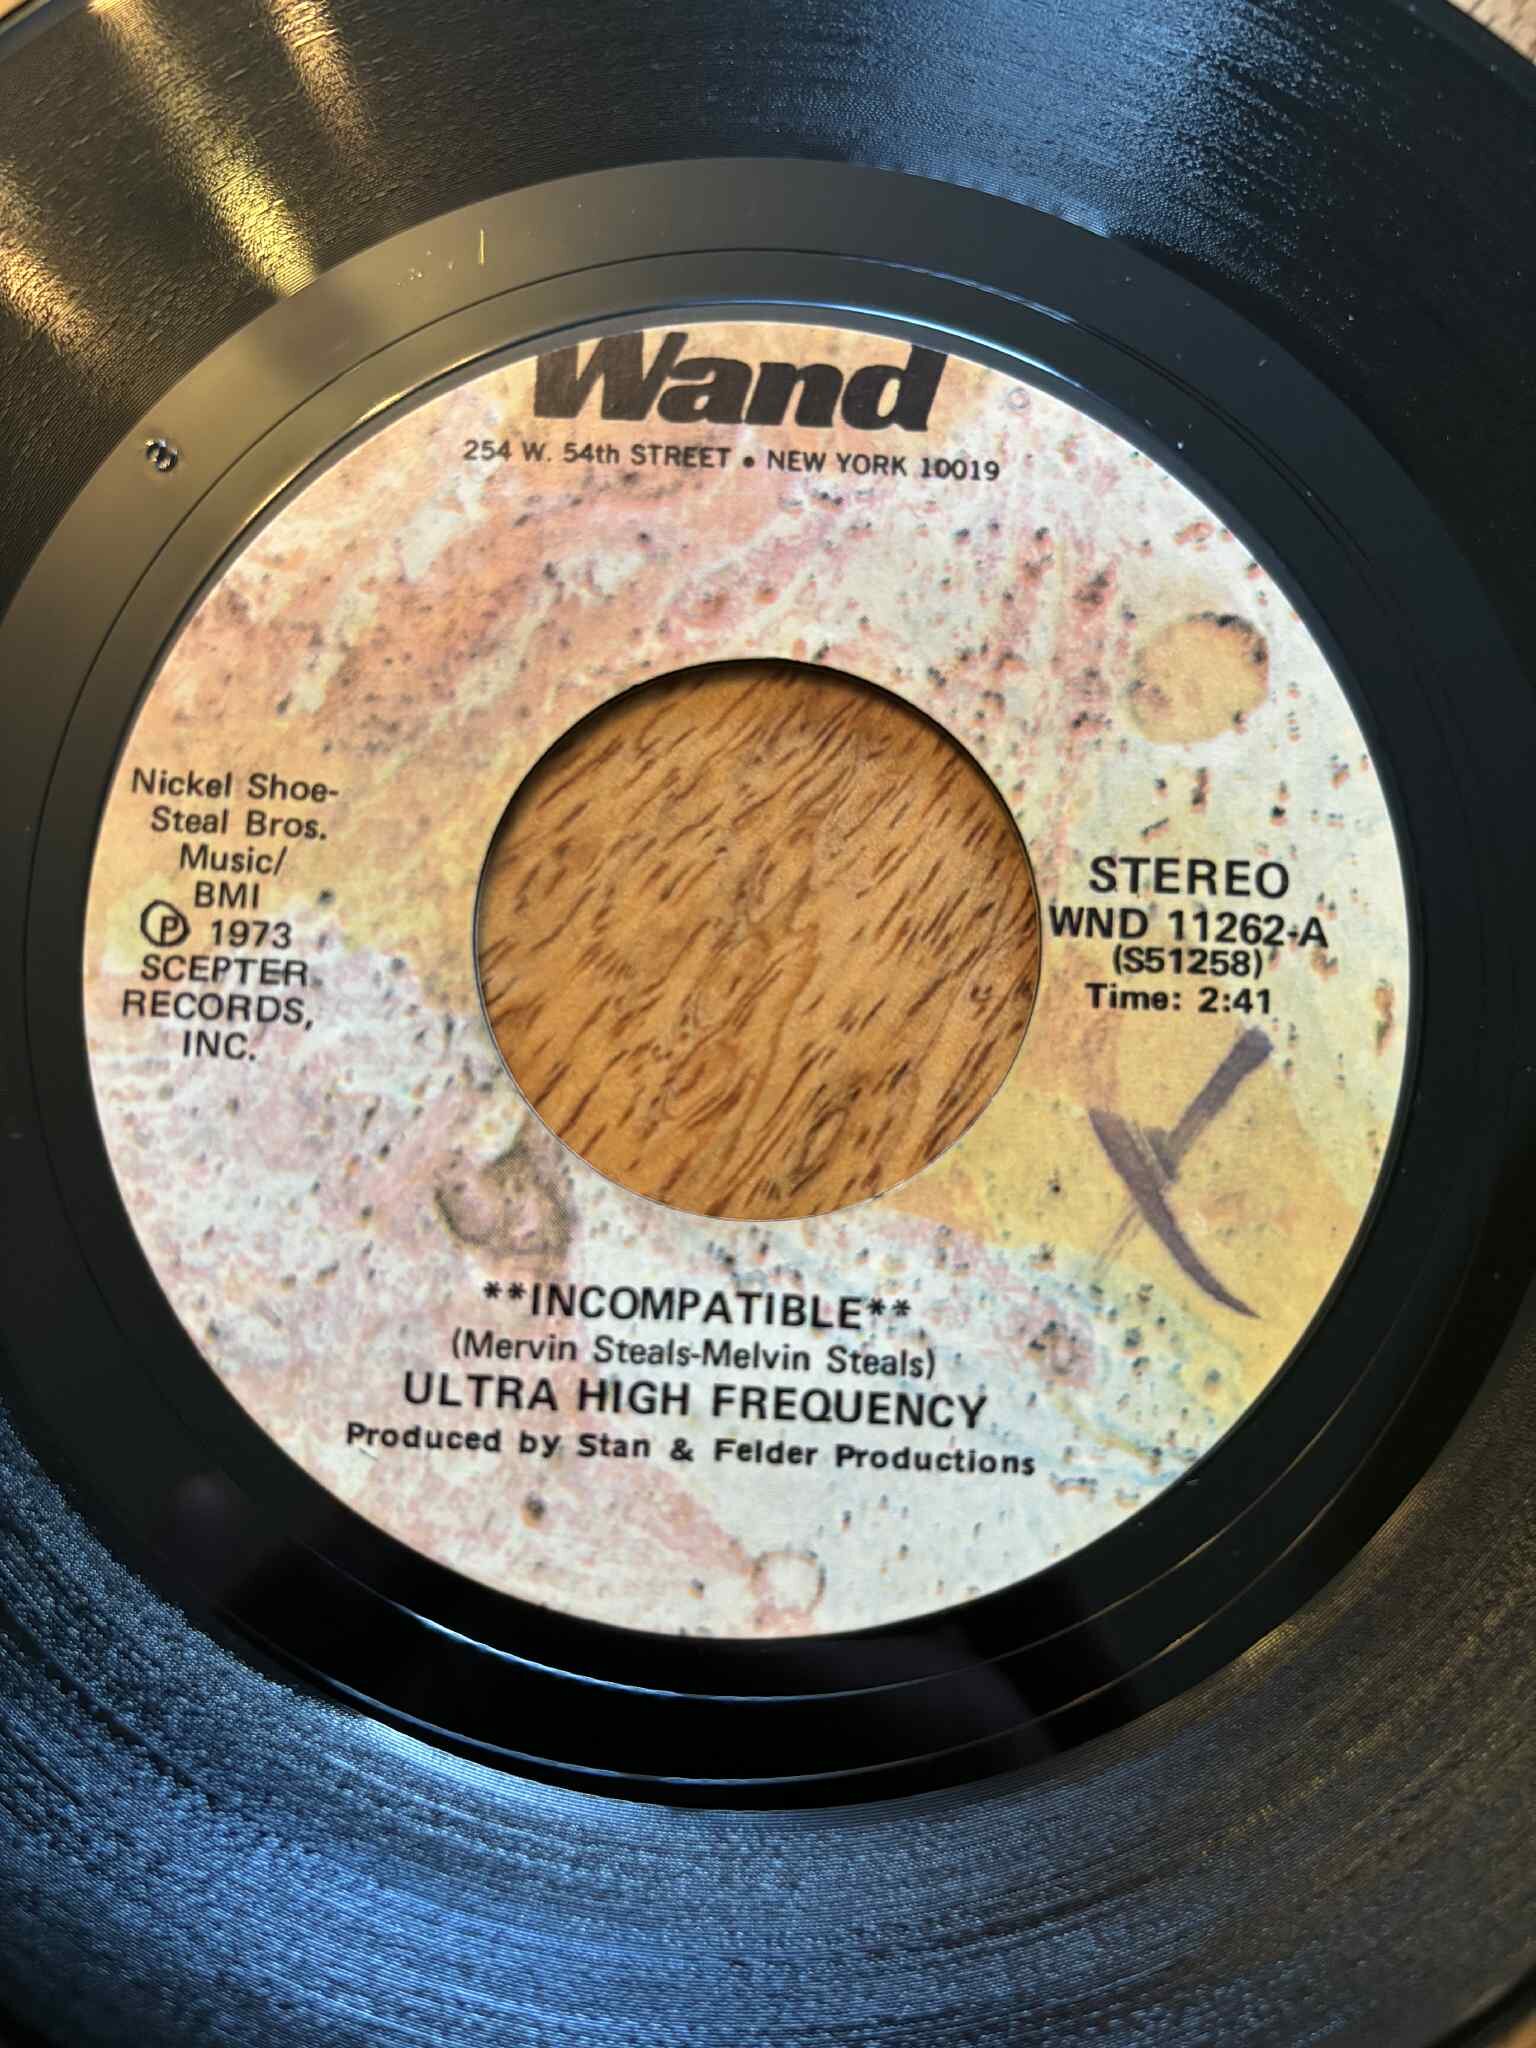 Wand
254 W. 54th STREET • NEW YORK 10019
Nickel Shoe-
Steal Bros.
Music/
BMI
Ⓟ 1973
SCEPTER
RECORDS,
INC.
STEREO
WND 11262-A
(S51258)
Time: 2:41
**INCOMPATIBLE**
(Mervin Steals-Melvin Steals)
ULTRA HIGH FREQUENCY
Produced by Stan & Felder Productions